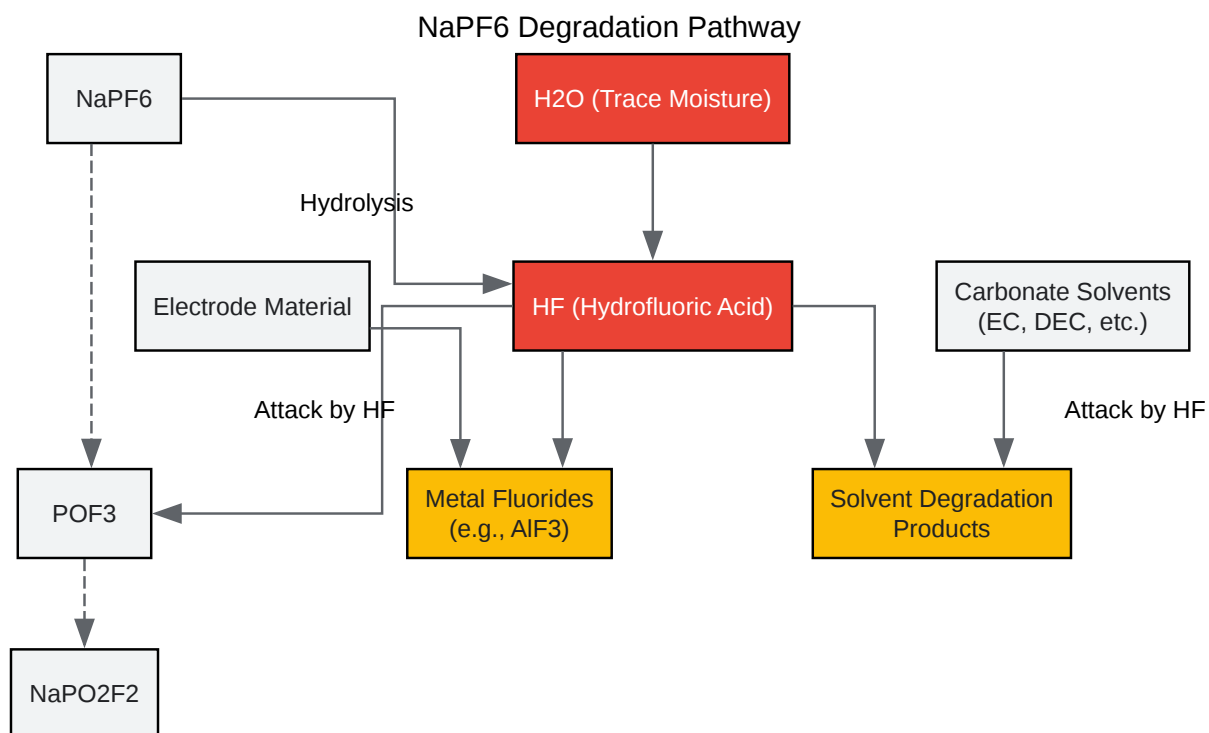 NaPF6 Degradation Pathway
NaPF6
H2O (Trace Moisture)
Hydrolysis
Electrode Material
HF (Hydrofluoric Acid)
Carbonate Solvents
(EC, DEC, etc.)
Attack by HF
Attack by HF
POF3
Metal Fluorides
(e.g., AlF3)
Solvent Degradation
Products
NaPO2F2